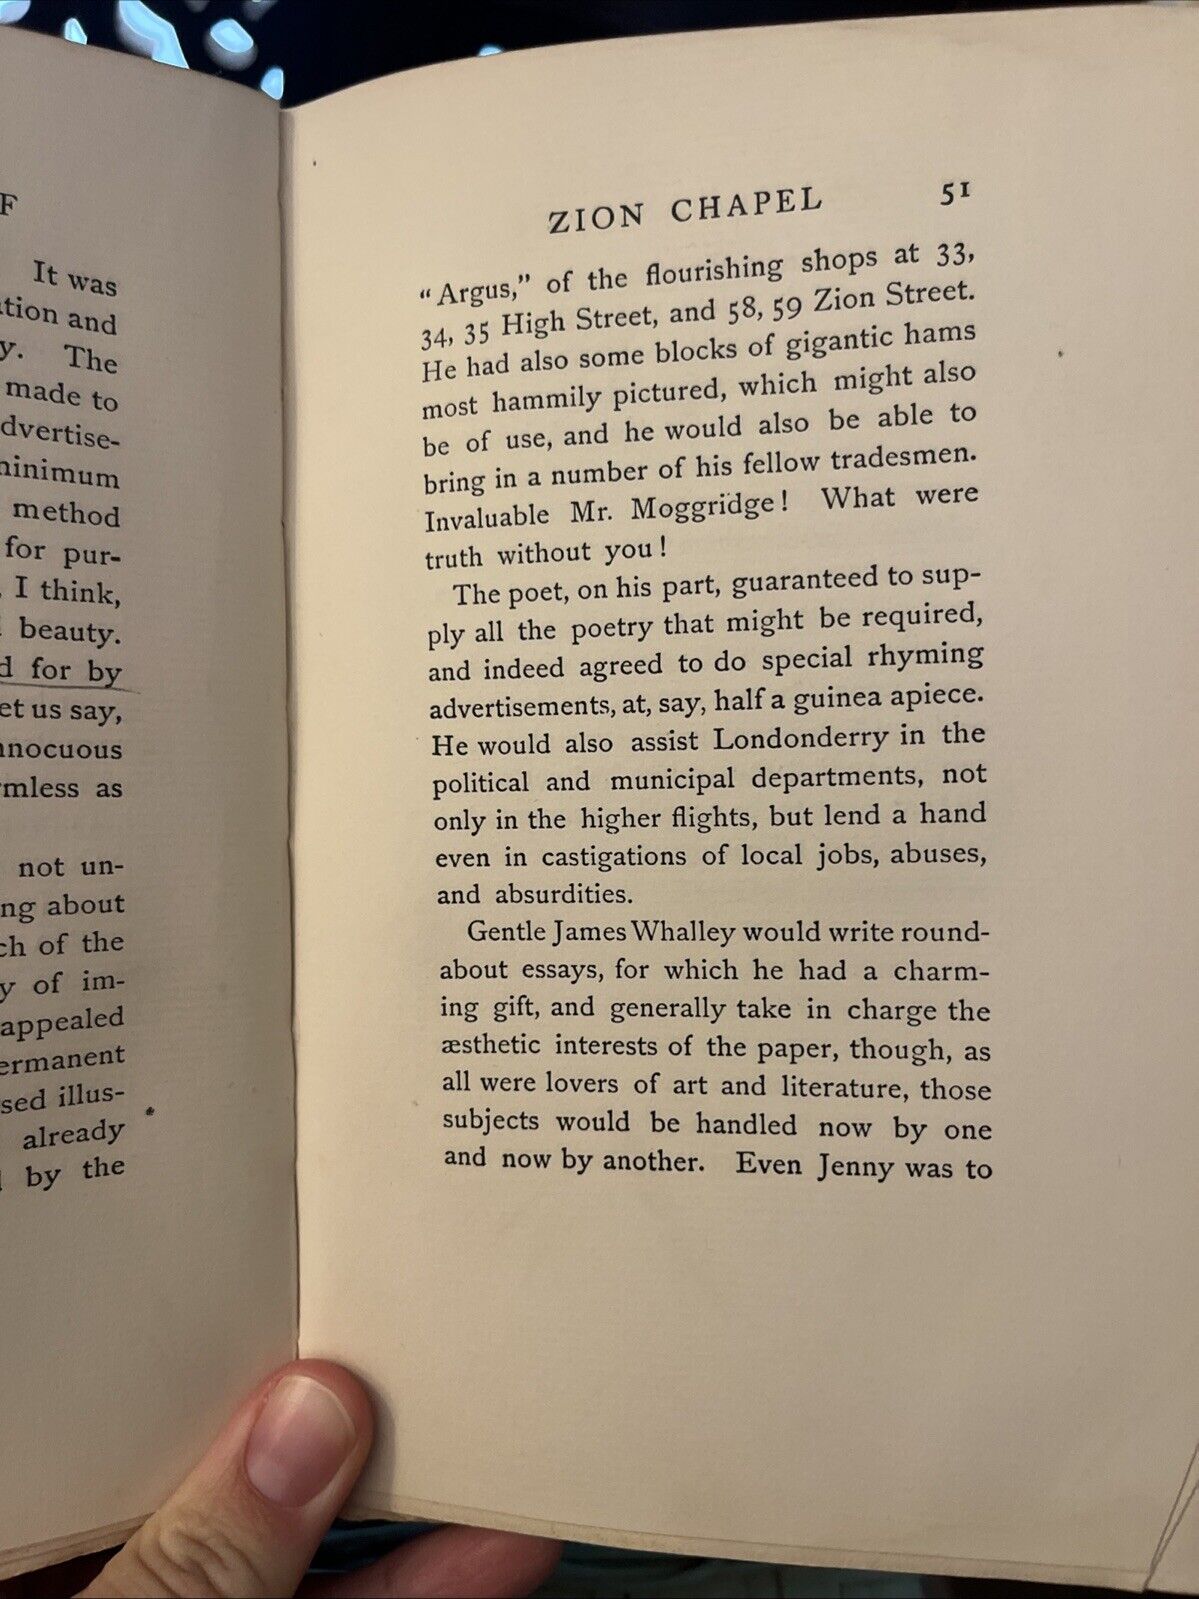 F
It was
and
The
made to
minimum
method
for pur-
I think,
beauty.
for by
us say,
as
not un-
about
of the
of im-
appealed
illus-
already
by the
ZION CHAPEL 51
“Argus,” of the flourishing shops at 33,
34, 35 High Street, and 58, 59 Zion Street.
He had also some blocks of gigantic hams
most hammily pictured, which might also
be of use, and he would also be able to
bring in a number of his fellow tradesmen.
Invaluable Mr. Moggridge! What were
truth without you!
The poet, on his part, guaranteed to sup-
ply all the poetry that might be required,
and indeed agreed to do special rhyming
advertisements, at, say, half a guinea apiece.
He would also assist Londonderry in the
political and municipal departments, not
only in the higher flights, but lend a hand
even in castigations of local jobs, abuses,
and absurdities.
Gentle James Whalley would write round-
about essays, for which he had a charm-
ing gift, and generally take in charge the
æsthetic interests of the paper, though, as
all were lovers of art and literature, those
subjects would be handled now by one
and now by another. Even Jenny was to